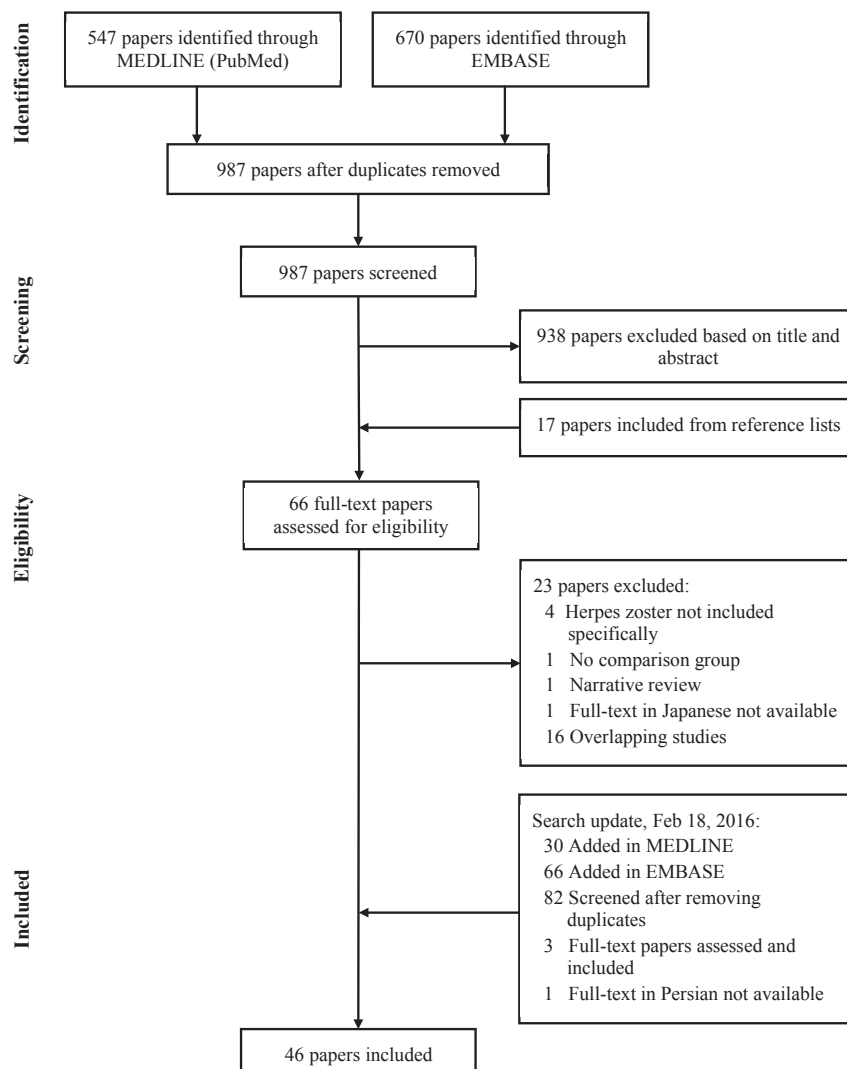 Identification
547 papers identified through
MEDLINE (PubMed)
670 papers identified through
EMBASE
987 papers after duplicates removed
Screening
987 papers screened
938 papers excluded based on title and
abstract
17 papers included from reference lists
Eligibility
66 full-text papers
assessed for eligibility
23 papers excluded:
4 Herpes zoster not included
specifically
1 No comparison group
1 Narrative review
1 Full-text in Japanese not available
16 Overlapping studies
Included
Search update, Feb 18, 2016:
30 Added in MEDLINE
66 Added in EMBASE
82 Screened after removing
duplicates
3 Full-text papers assessed and
included
1 Full-text in Persian not available
46 papers included